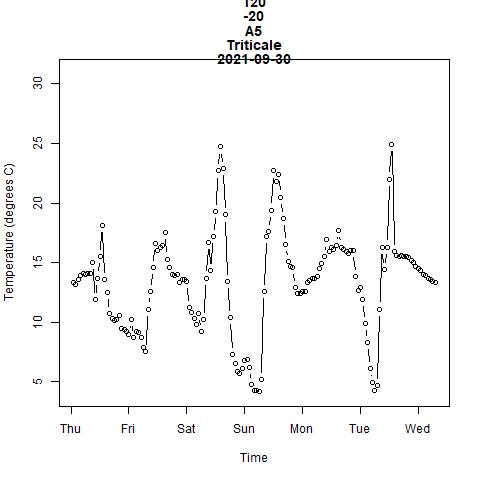 120
-20
A5
Triticale
2021-09-30
30
25
20
15
10
5
Temperature (degrees C)
Thu Fri Sat Sun Mon Tue Wed
Time